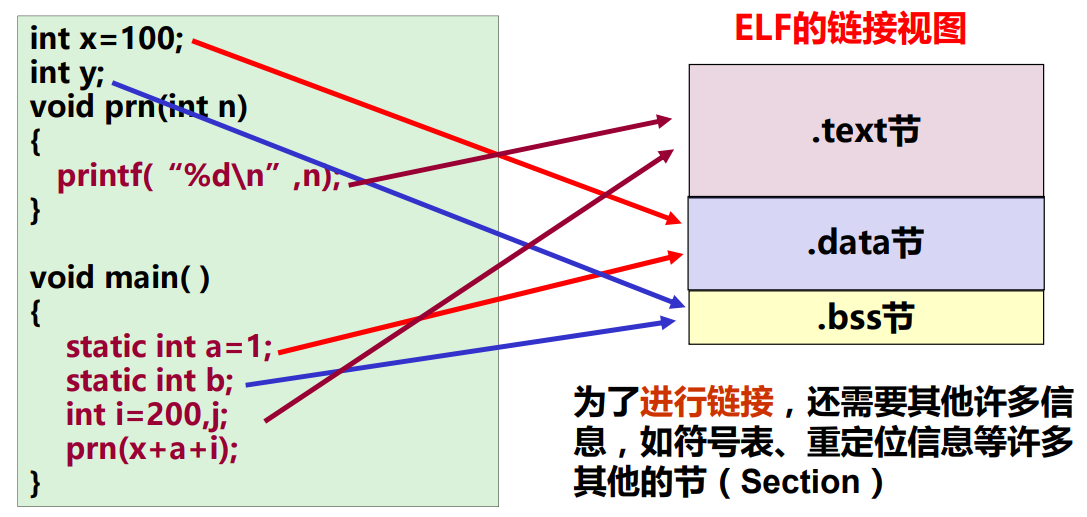 int x=100;
int y;
void prn(int n)
{
printf( “%d\n” ,n);
}
void main( )
{
static int a=1;
static int b;
int i=200,j;
prn(x+a+i);
}
ELF的链接视图
.text节
.data节
.bss节
为了进行链接，还需要其他许多信
息，如符号表、重定位信息等许多
其他的节（Section）